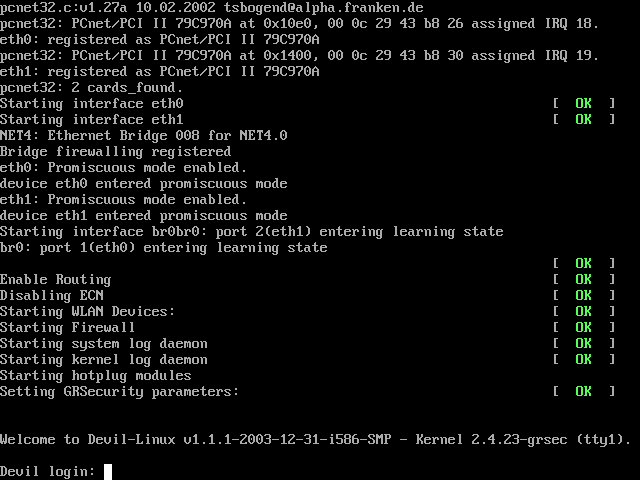 pcnet32.c:v1.27a 10.02.2002 tsbogend@alpha.franken.de
pcnet32: PCnet/PCI II 79C970A at 0x10e0, 00 0c 29 43 b8 26 assigned IRQ 18.
eth0: registered as PCnet/PCI II 79C970A
pcnet32: PCnet/PCI II 79C970A at 0x1400, 00 0c 29 43 b8 30 assigned IRQ 19.
eth1: registered as PCnet/PCI II 79C970A
pcnet32: 2 cards_found.
Starting interface eth0 [ OK ]
Starting interface eth1 [ OK ]
NET4: Ethernet Bridge 008 for NET4.0
Bridge firewalling registered
eth0: Promiscuous mode enabled.
device eth0 entered promiscuous mode
eth1: Promiscuous mode enabled.
device eth1 entered promiscuous mode
Starting interface br0br0: port 2(eth1) entering learning state
br0: port 1(eth0) entering learning state
[ OK ]
Enable Routing [ OK ]
Disabling ECN [ OK ]
Starting WLAN Devices: [ OK ]
Starting Firewall [ OK ]
Starting system log daemon [ OK ]
Starting kernel log daemon [ OK ]
Starting hotplug modules
Setting GRSecurity parameters: [ OK ]
Welcome to Devil-Linux v1.1.1-2003-12-31-i586-SMP - Kernel 2.4.23-grsec (tty1).
Devil login: